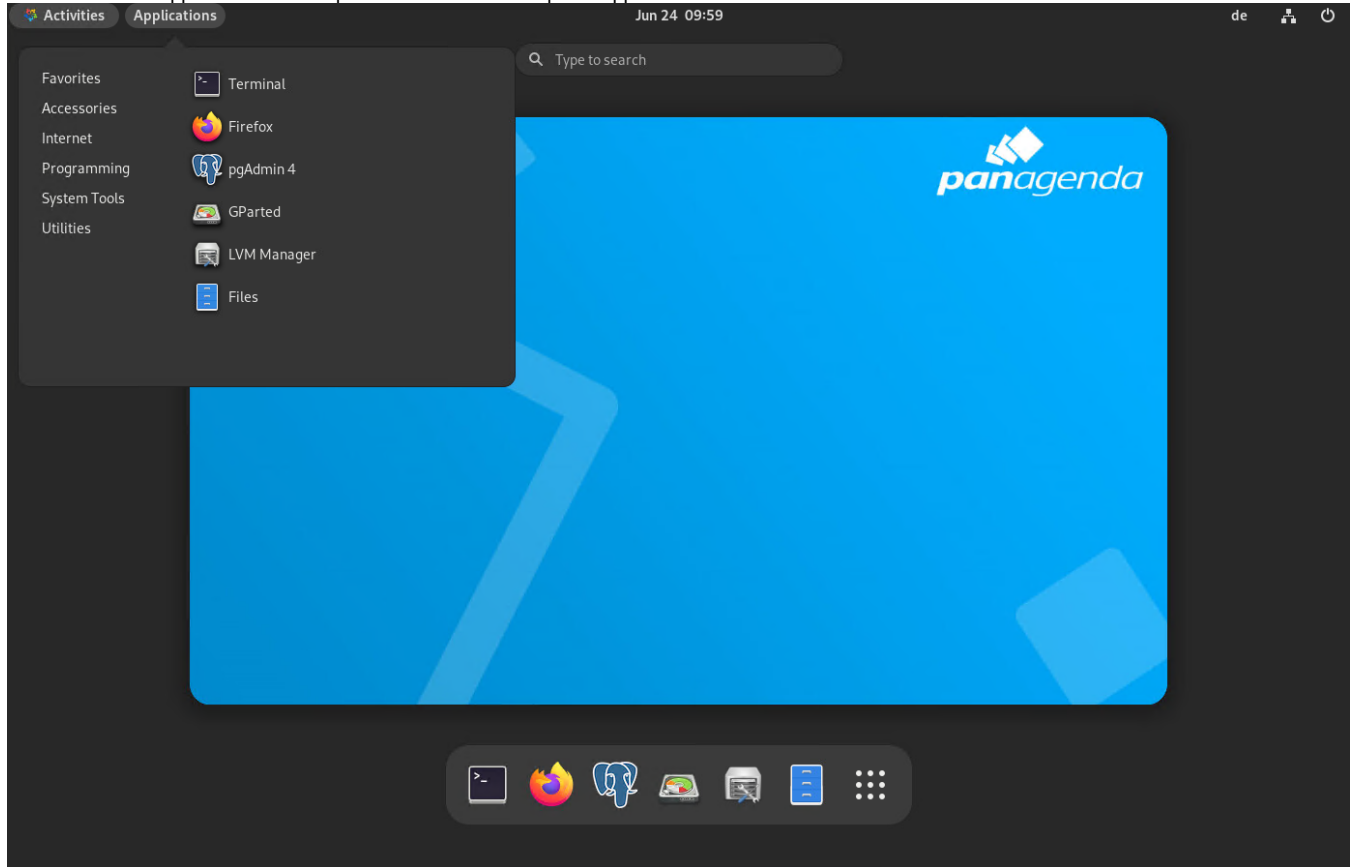 Activities Applications Jun 24 09:59 de
Type to search
Favorites
Accessories
Internet
Programming
System Tools
Utilities
Terminal
Firefox
pgAdmin 4
GParted
LVM Manager
Files
panagenda